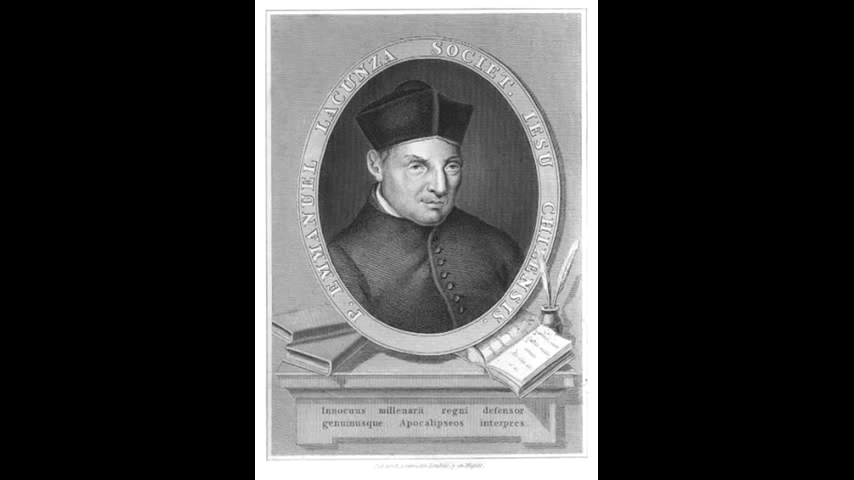 P. EMMANUEL LACUNZA SOCIET. IESU CHILENSIS.
Innocuus millenarii regni defensor
genuinusque Apocalipseos interpres.